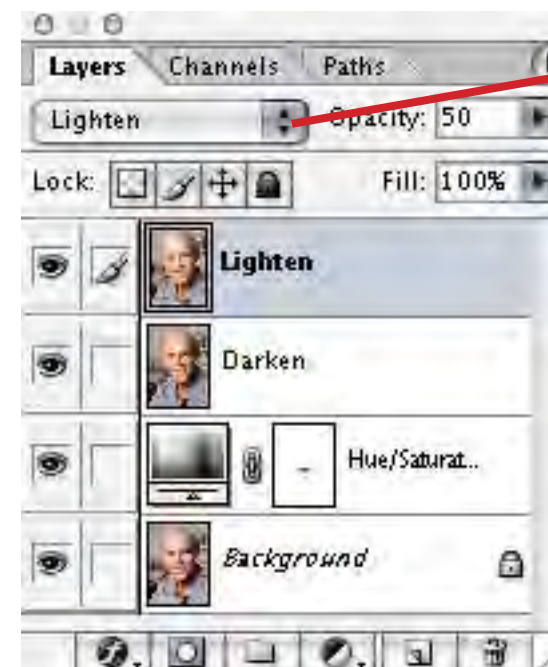 Layers Channels Paths
Lighten Opacity: 50
Lock: Fill: 100%
Lighten
Darken
Hue/Saturat...
Background